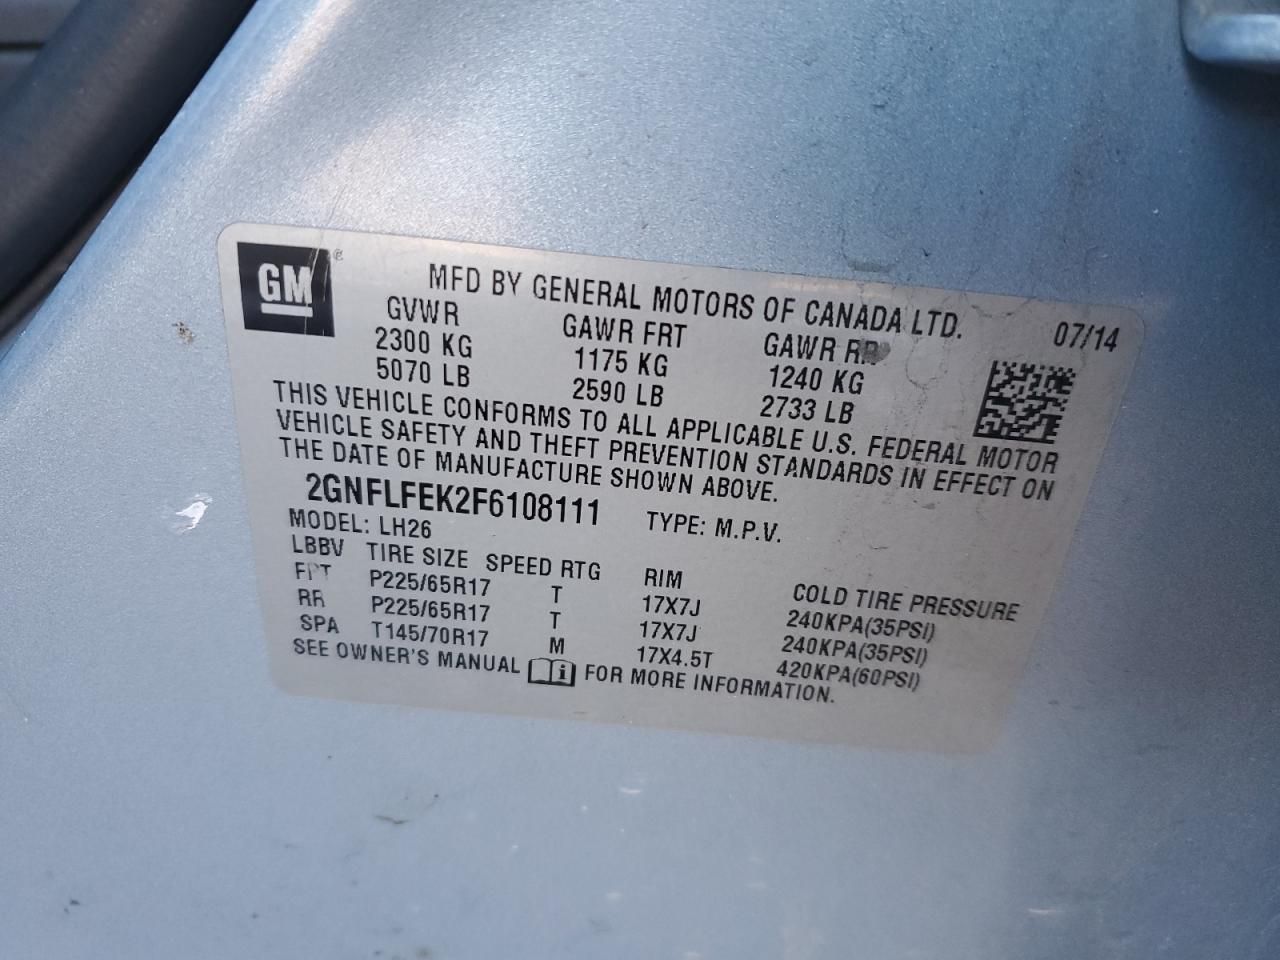 GM ®
MFD BY GENERAL MOTORS OF CANADA LTD. 07/14
GVWR GAWR FRT GAWR RR
2300 KG 1175 KG 1240 KG
5070 LB 2590 LB 2733 LB
THIS VEHICLE CONFORMS TO ALL APPLICABLE U.S. FEDERAL MOTOR
VEHICLE SAFETY AND THEFT PREVENTION STANDARDS IN EFFECT ON
THE DATE OF MANUFACTURE SHOWN ABOVE.
2GNFLFEK2F6108111 TYPE: M.P.V.
MODEL: LH26
LBBV TIRE SIZE SPEED RTG RIM COLD TIRE PRESSURE
FRT P225/65R17 T 17X7J 240KPA(35PSI)
RR P225/65R17 T 17X7J 240KPA(35PSI)
SPA T145/70R17 M 17X4.5T 420KPA(60PSI)
SEE OWNER'S MANUAL i FOR MORE INFORMATION.